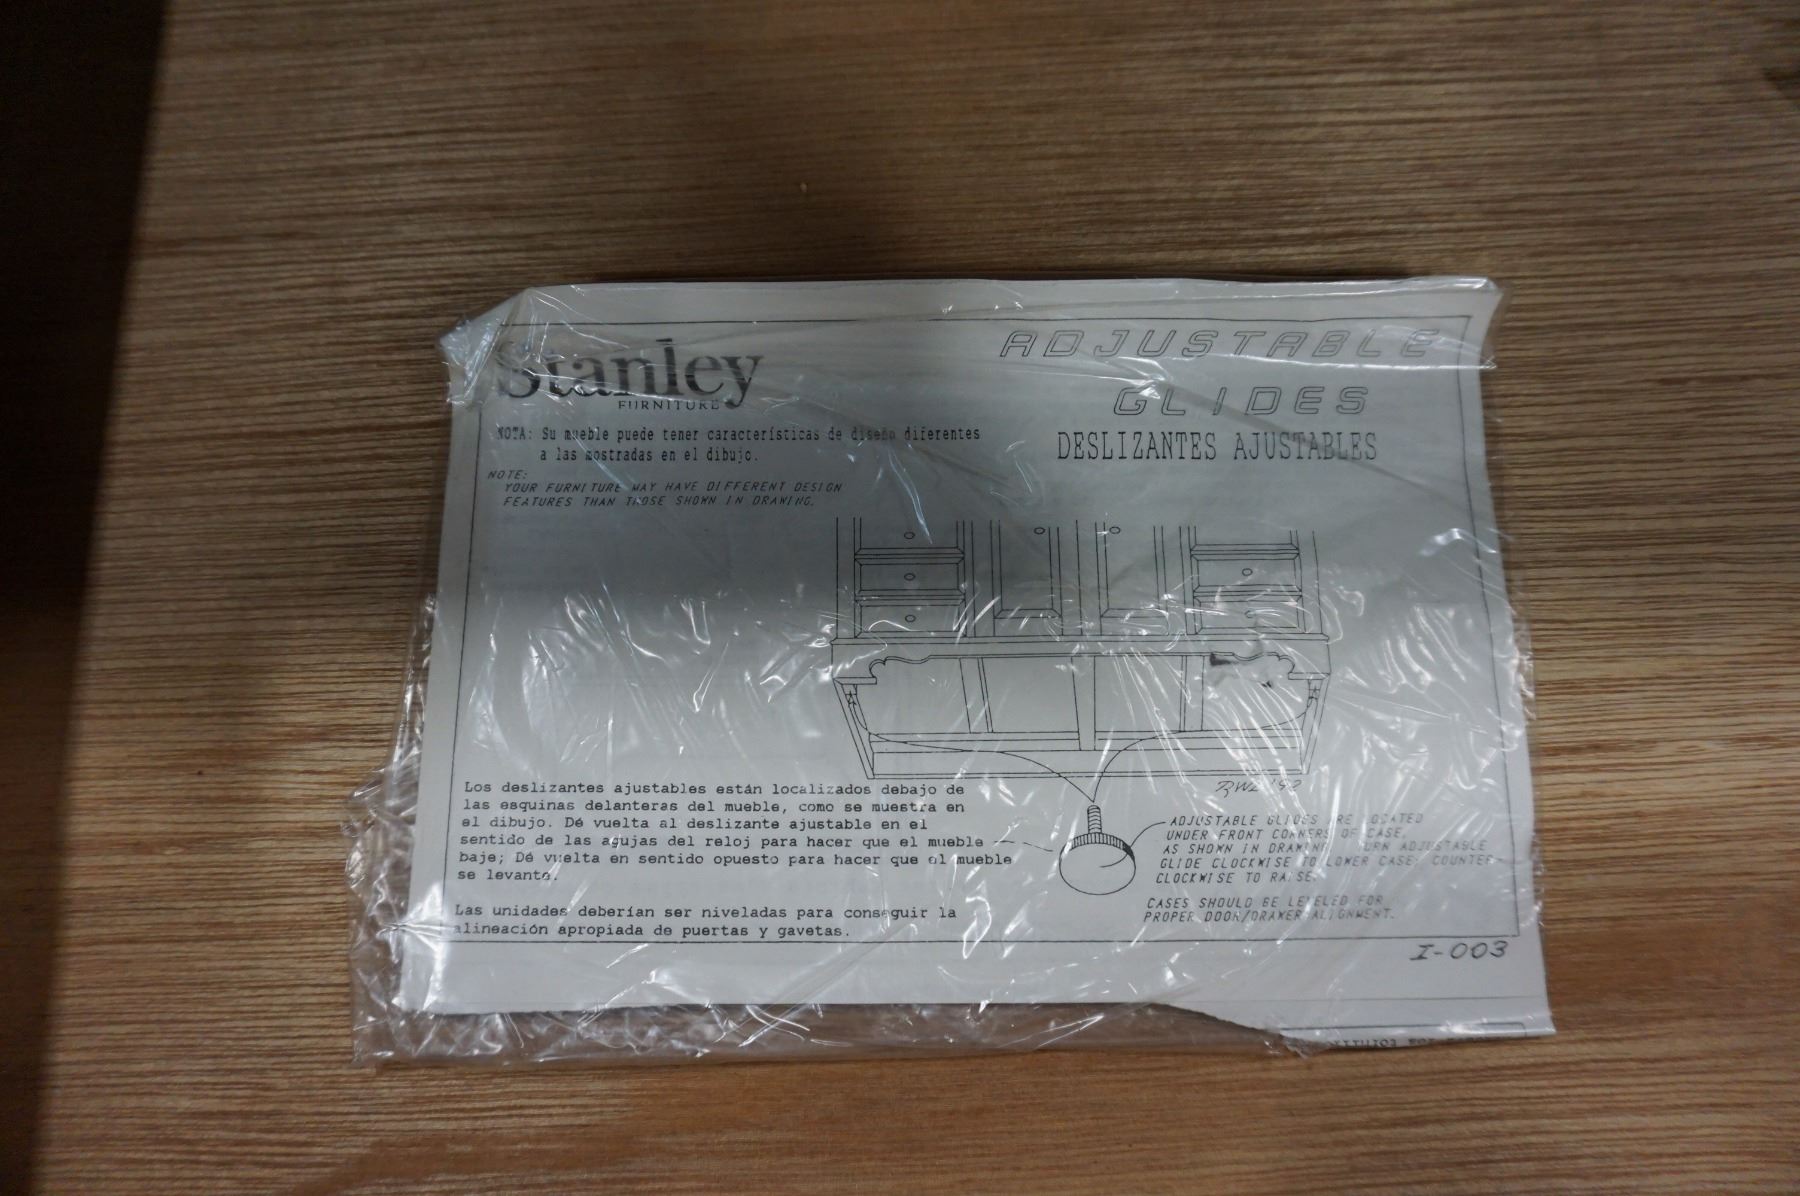 Stanley
FURNITURE
ADJUSTABLE
GLIDES
DESLIZANTES AJUSTABLES
NOTA: Su mueble puede tener características de diseño diferentes
a las mostradas en el dibujo.
NOTE:
YOUR FURNITURE MAY HAVE DIFFERENT DESIGN
FEATURES THAN THOSE SHOWN IN DRAWING.
Los deslizantes ajustables están localizados debajo de
las esquinas delanteras del mueble, como se muestra en
el dibujo. Dé vuelta al deslizante ajustable en el
sentido de las agujas del reloj para hacer que el mueble
baje; Dé vuelta en sentido opuesto para hacer que el mueble
se levante.
Las unidades deberían ser niveladas para conseguir la
alineación apropiada de puertas y gavetas.
ADJUSTABLE GLIDES ARE LOCATED
UNDER FRONT CORNERS OF CASE,
AS SHOWN IN DRAWING. TURN ADJUSTABLE
GLIDE CLOCKWISE TO LOWER CASE; COUNTER-
CLOCKWISE TO RAISE.
CASES SHOULD BE LEVELED FOR
PROPER DOOR/DRAWER ALIGNMENT.
I-003